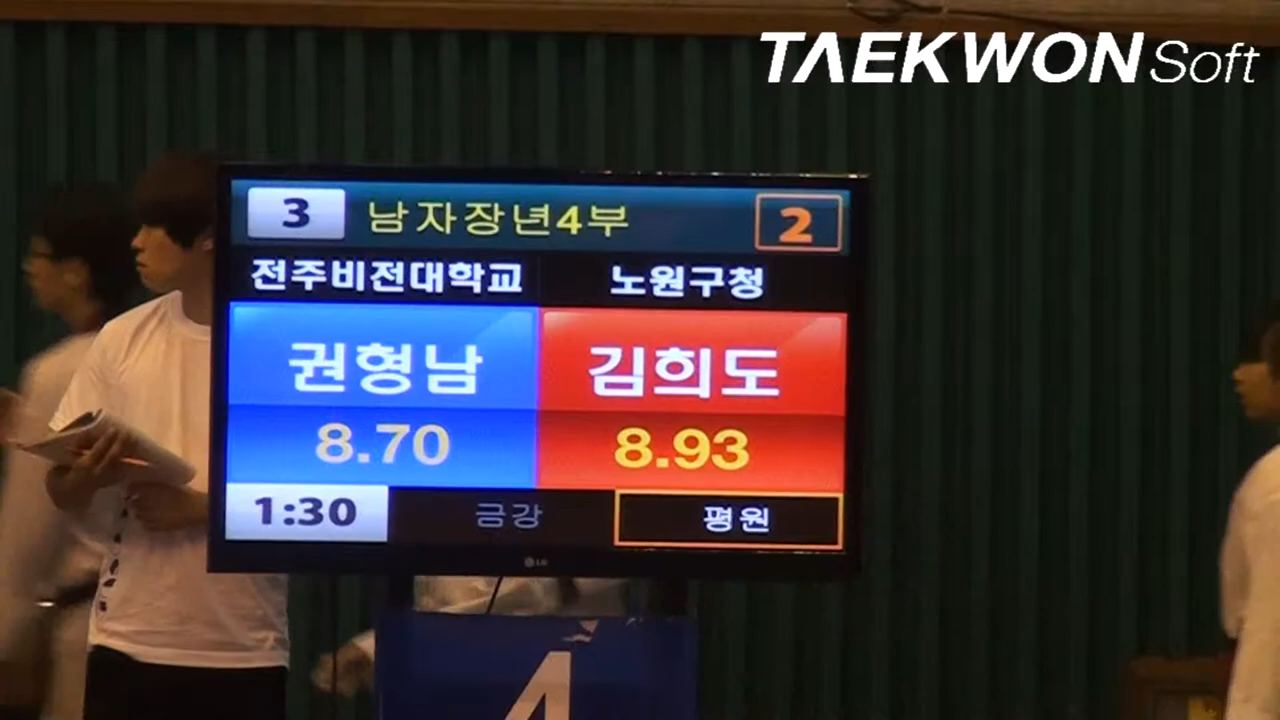 TAEKWON Soft
3 남자장년4부 2
전주비전대학교 노원구청
권형남 김희도
8.70 8.93
1:30 금강 평원
LG
4